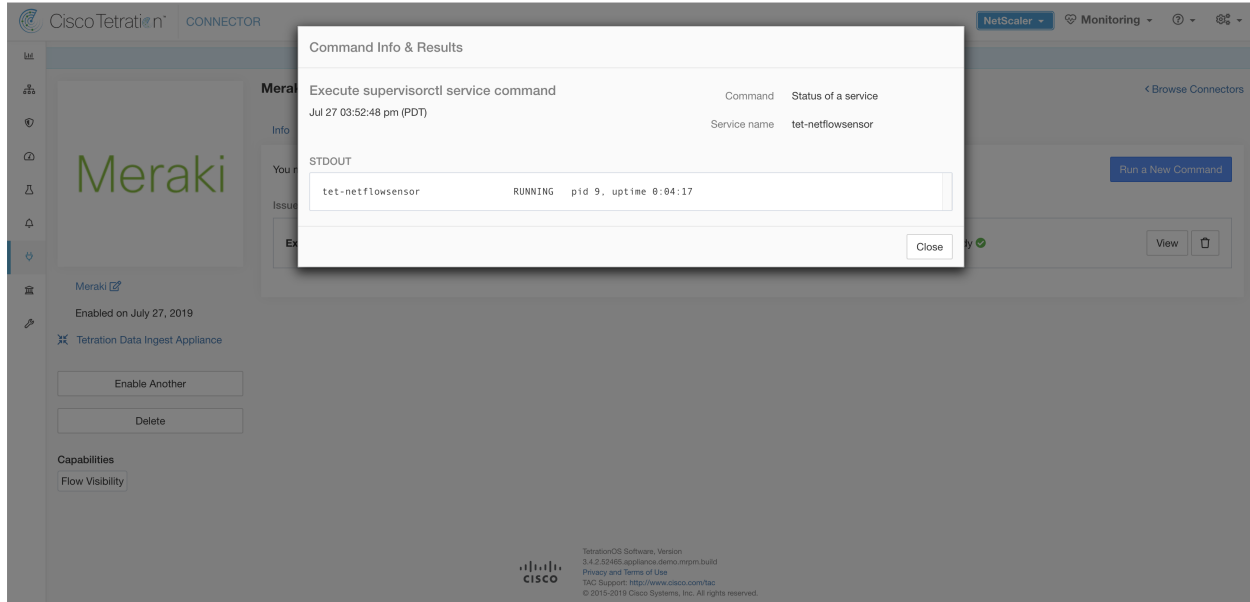 Cisco Tetration™ CONNECTOR
NetScaler Monitoring
Command Info & Results
Execute supervisorctl service command
Jul 27 03:52:48 pm (PDT)
Command Status of a service
Service name tet-netflowsensor
STDOUT
tet-netflowsensor RUNNING pid 9, uptime 0:04:17
Close
Merak
< Browse Connectors
Info
You
Run a New Command
Issue
Ex
View
Meraki
Meraki
Enabled on July 27, 2019
Tetration Data Ingest Appliance
Enable Another
Delete
Capabilities
Flow Visibility
CISCO
TetrationOS Software, Version
3.4.2.52465.appliance.demo.mrpm.build
Privacy and Terms of Use
TAC Support: http://www.cisco.com/tac
© 2015-2019 Cisco Systems, Inc. All rights reserved.